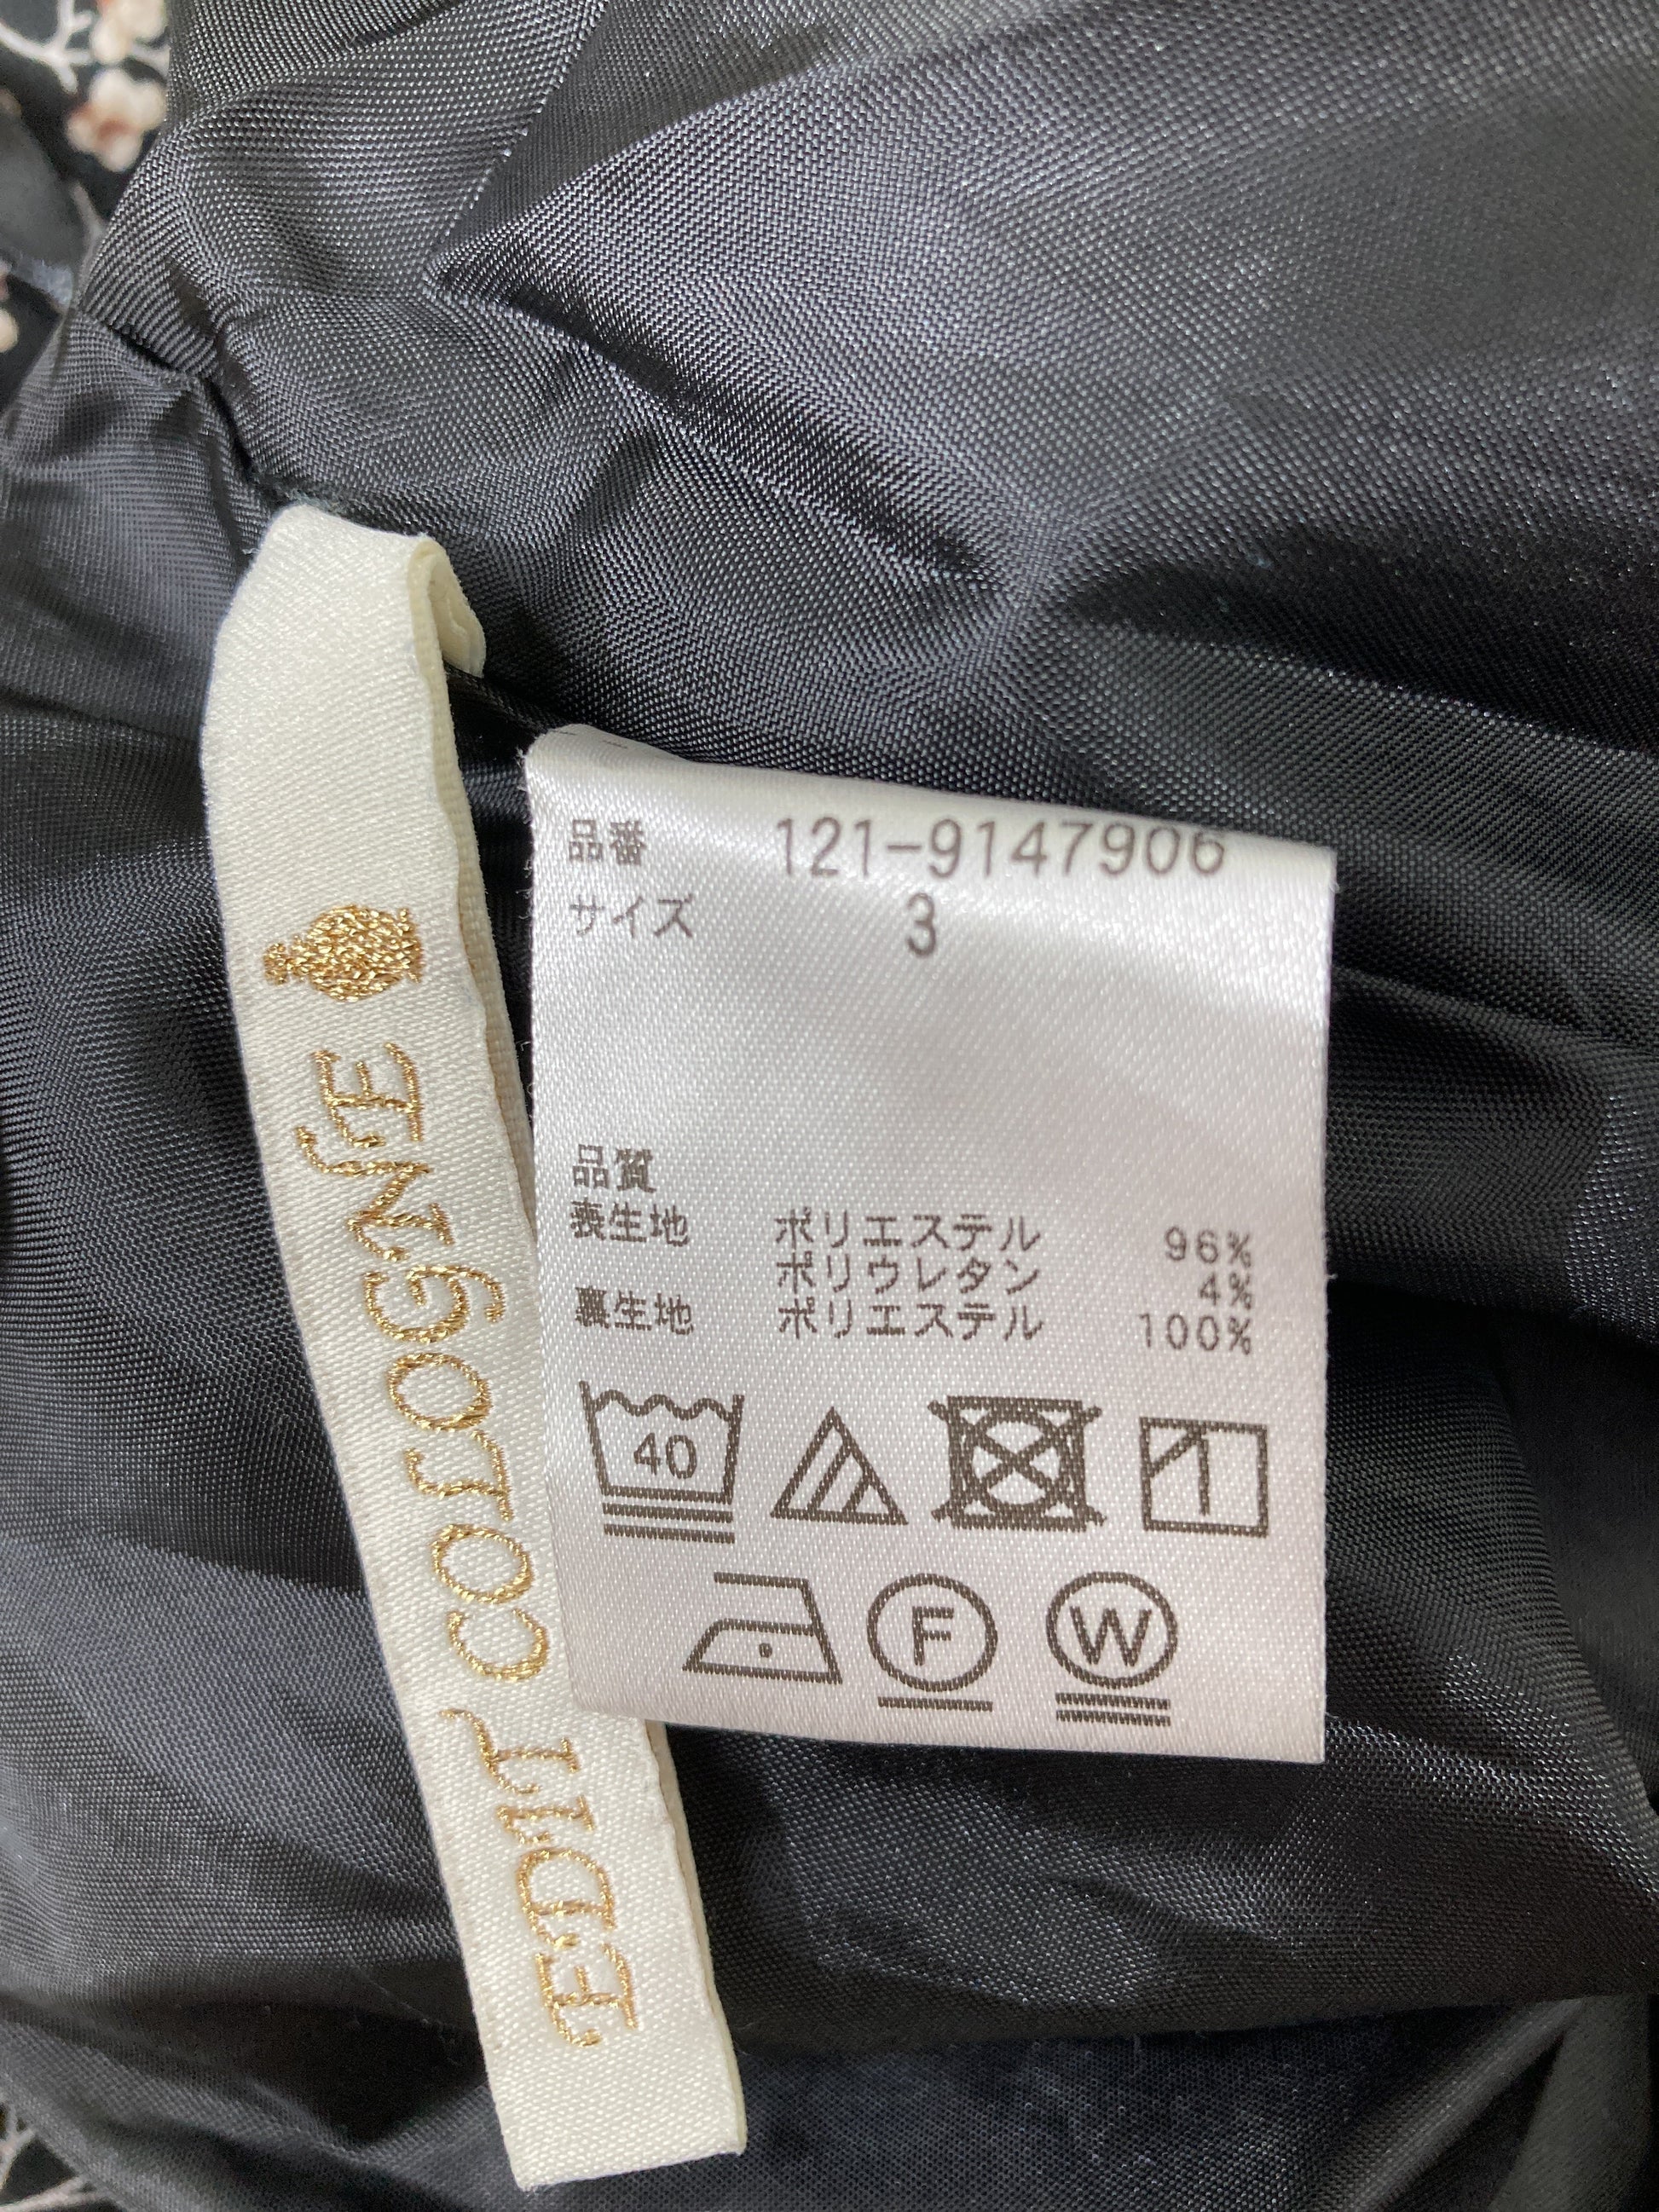 EDIT COLOGNE
品番 121-9147906
サイズ 3
品質
表生地 ポリエステル 96%
ポリウレタン 4%
裏生地 ポリエステル 100%
40
F W